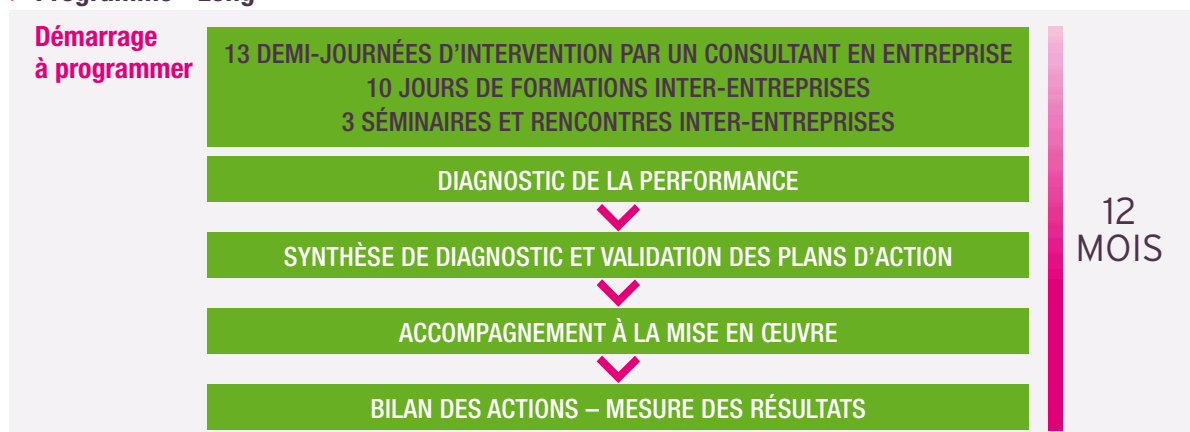 Démarrage
à programmer
13 DEMI-JOURNÉES D'INTERVENTION PAR UN CONSULTANT EN ENTREPRISE
10 JOURS DE FORMATIONS INTER-ENTREPRISES
3 SÉMINAIRES ET RENCONTRES INTER-ENTREPRISES
DIAGNOSTIC DE LA PERFORMANCE
SYNTHÈSE DE DIAGNOSTIC ET VALIDATION DES PLANS D'ACTION
ACCOMPAGNEMENT À LA MISE EN ŒUVRE
BILAN DES ACTIONS – MESURE DES RÉSULTATS
12
MOIS